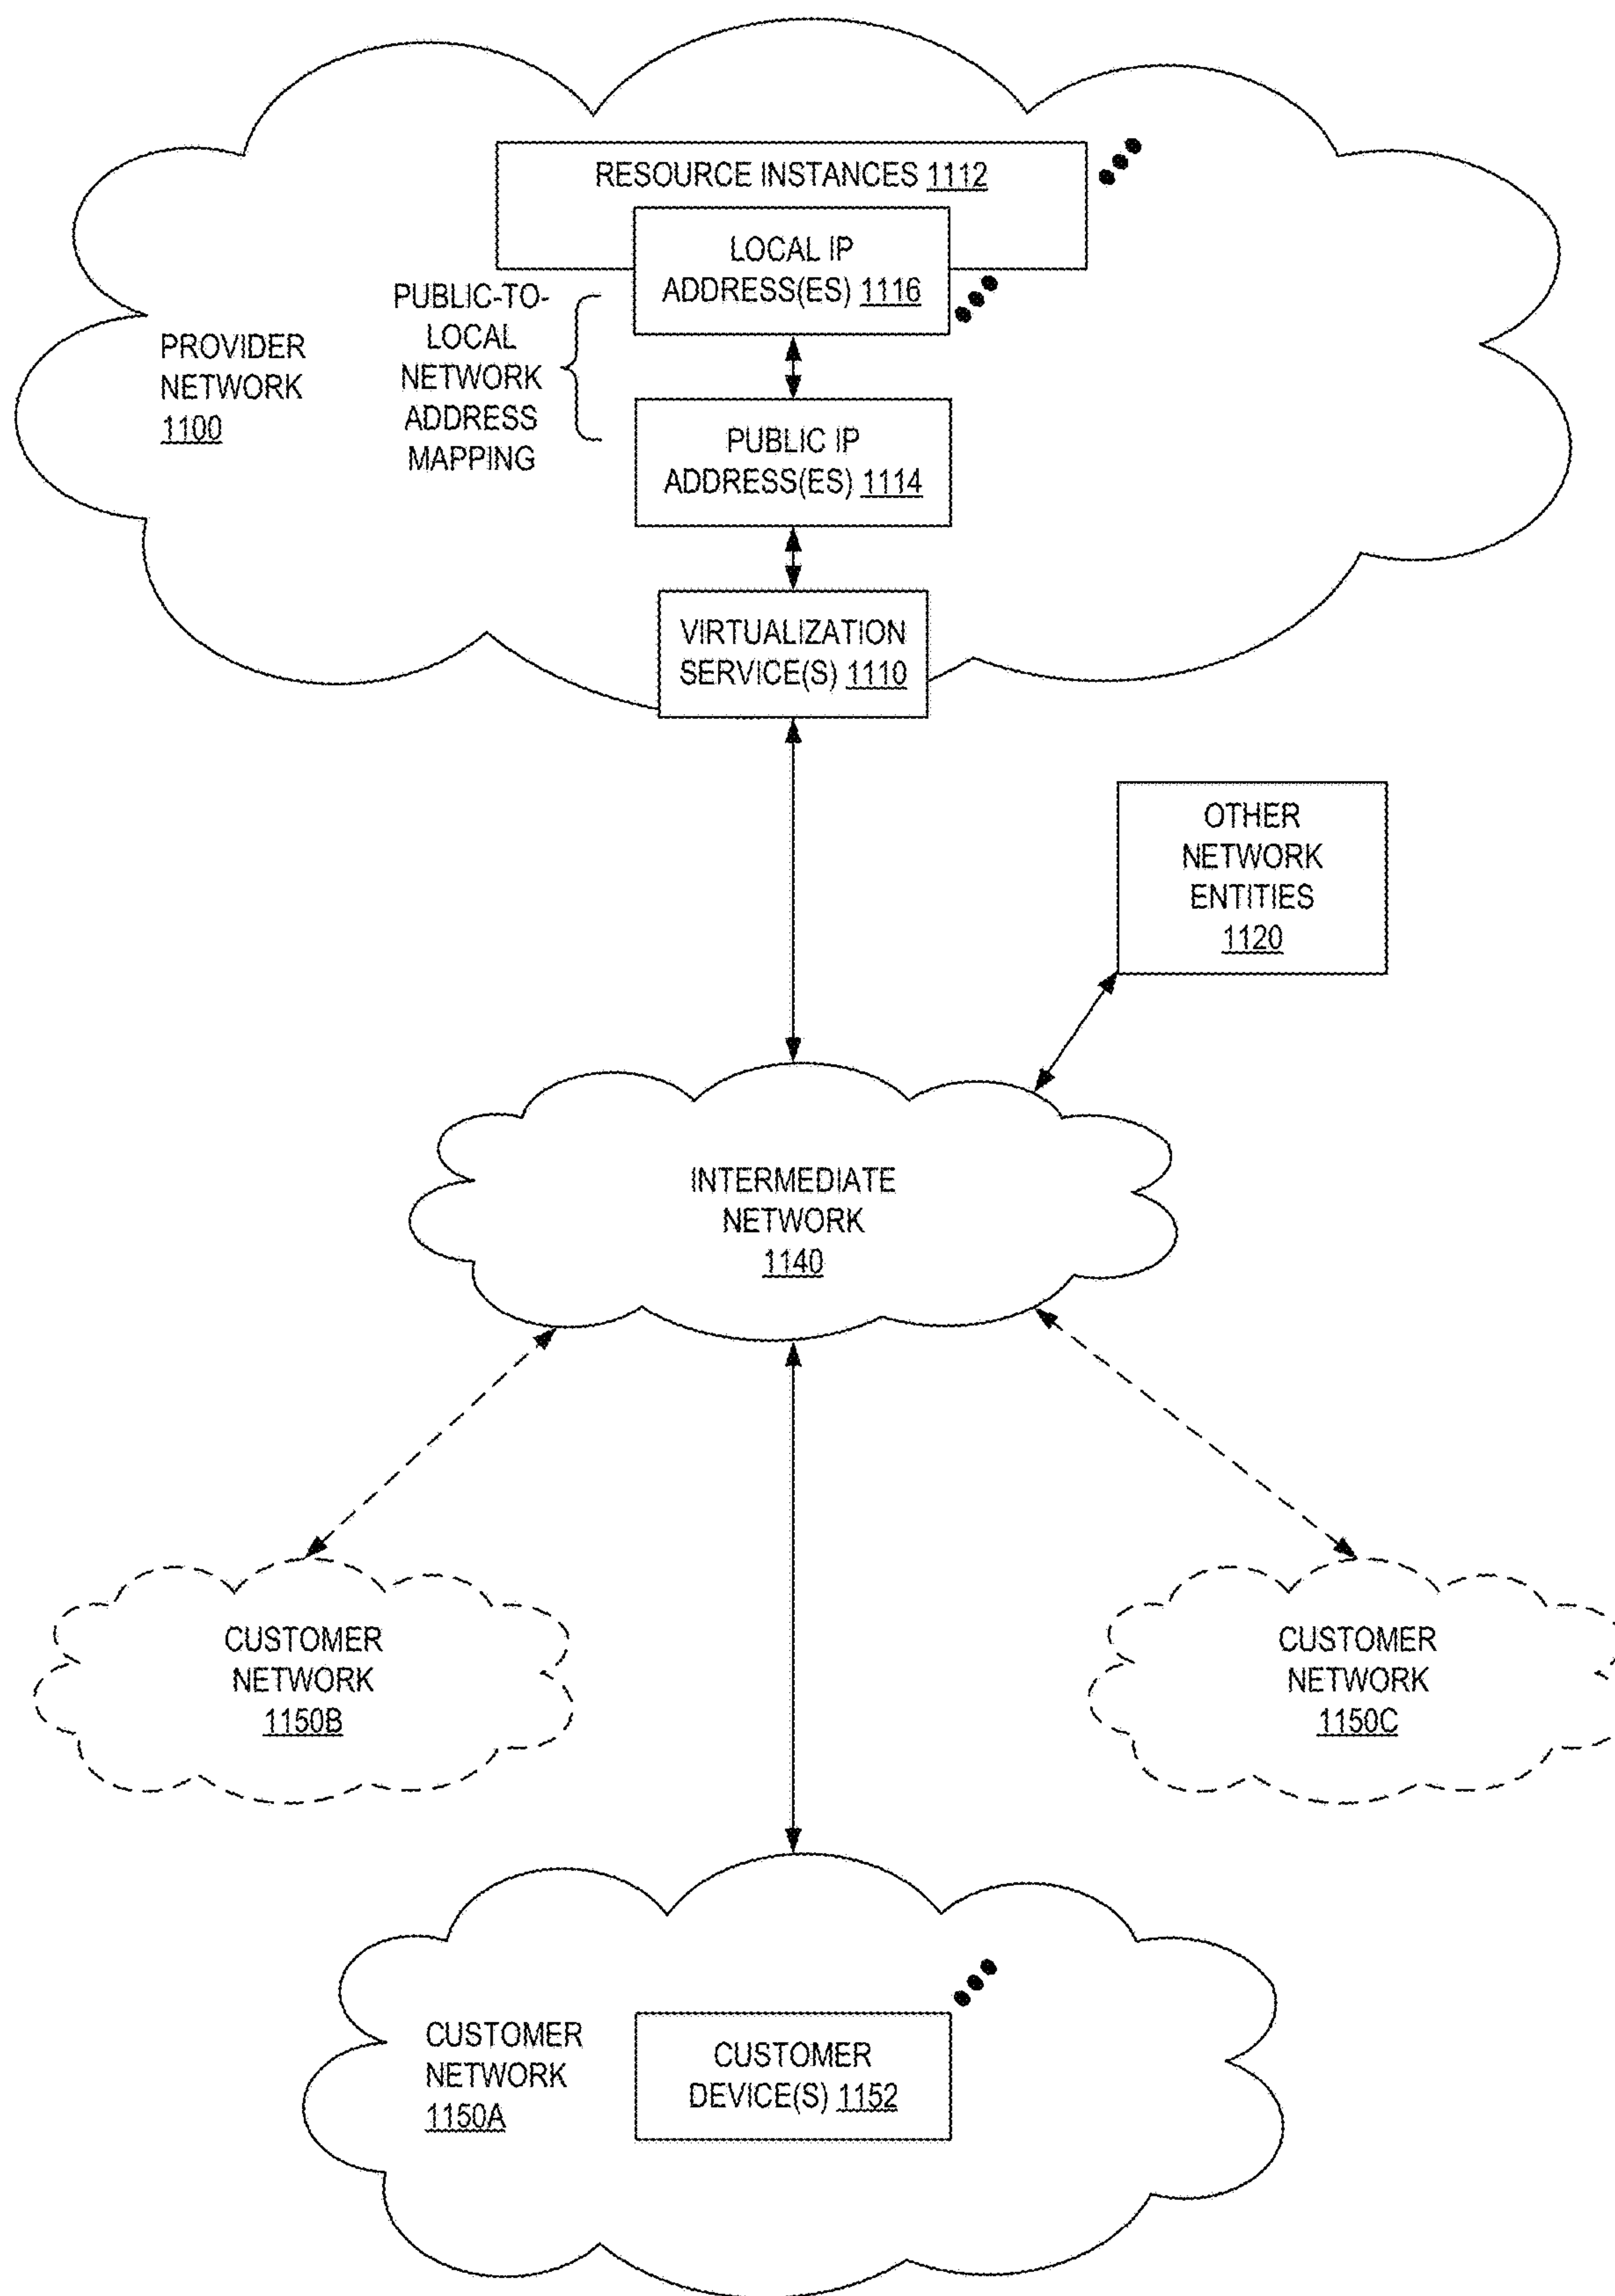 RESOURCE INSTANCES 1112
LOCAL IP
ADDRESS(ES) 1116
PUBLIC-TO-
LOCAL
NETWORK
ADDRESS
MAPPING
PROVIDER
NETWORK
1100
PUBLIC IP
ADDRESS(ES) 1114
VIRTUALIZATION
SERVICE(S) 1110
OTHER
NETWORK
ENTITIES
1120
INTERMEDIATE
NETWORK
1140
CUSTOMER
NETWORK
1150B
CUSTOMER
NETWORK
1150C
CUSTOMER
NETWORK
1150A
CUSTOMER
DEVICE(S) 1152